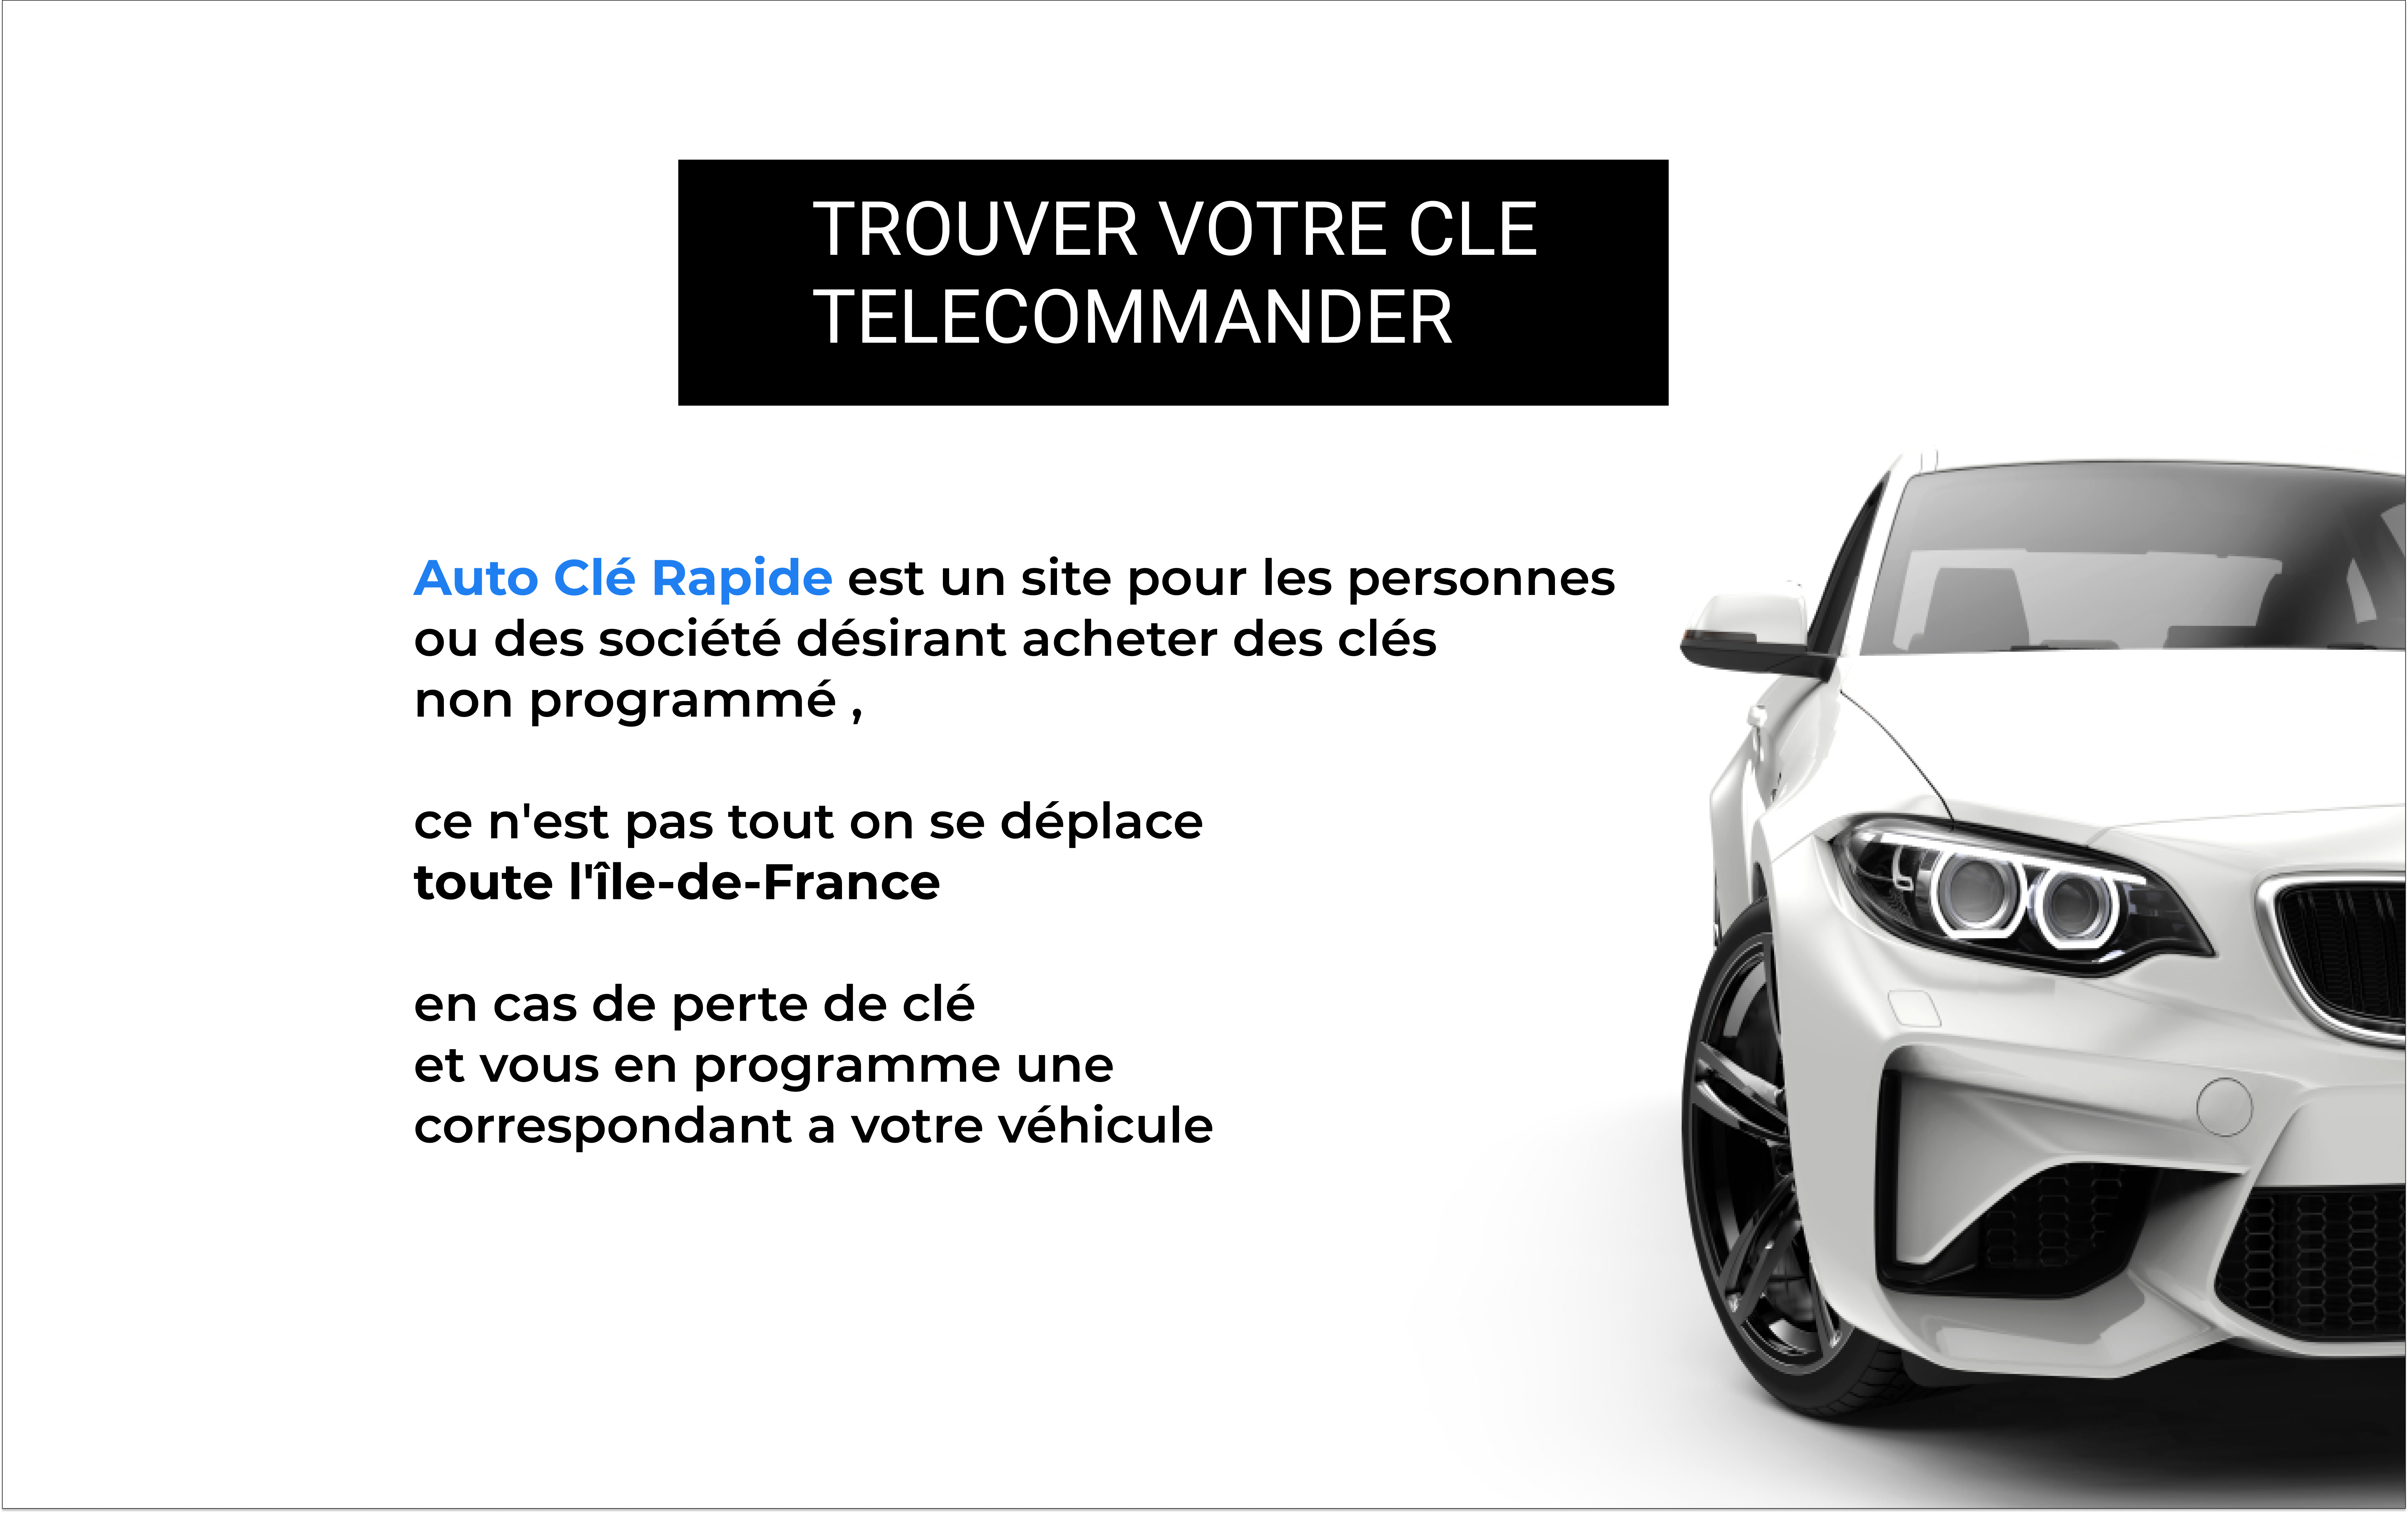 TROUVER VOTRE CLE
TELECOMMANDER
Auto Clé Rapide est un site pour les personnes
ou des société désirant acheter des clés
non programmé ,
ce n'est pas tout on se déplace
toute l'île-de-France
en cas de perte de clé
et vous en programme une
correspondant a votre véhicule